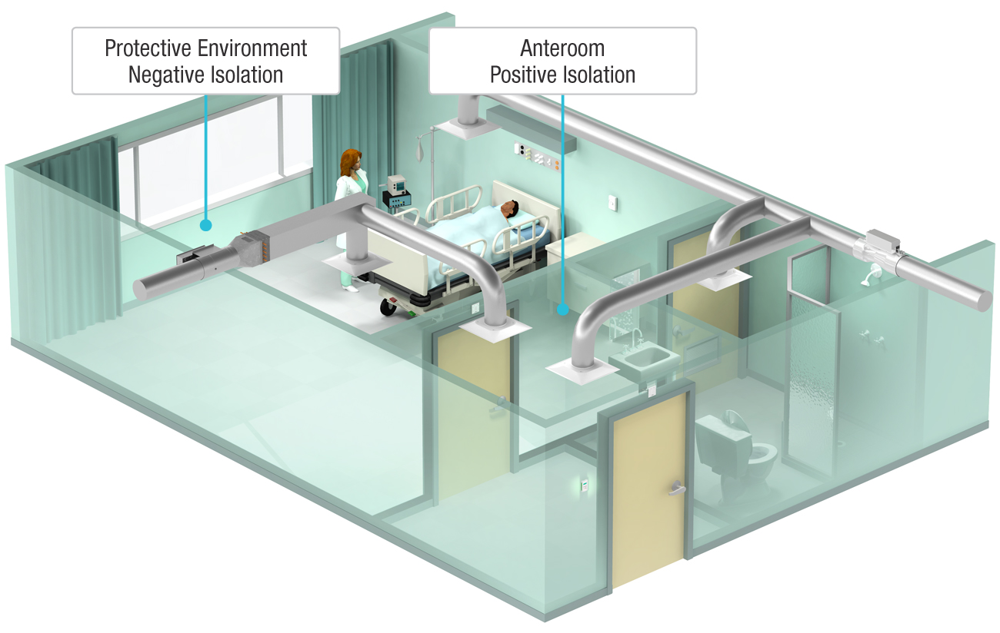 Protective Environment
Negative Isolation
Anteroom
Positive Isolation